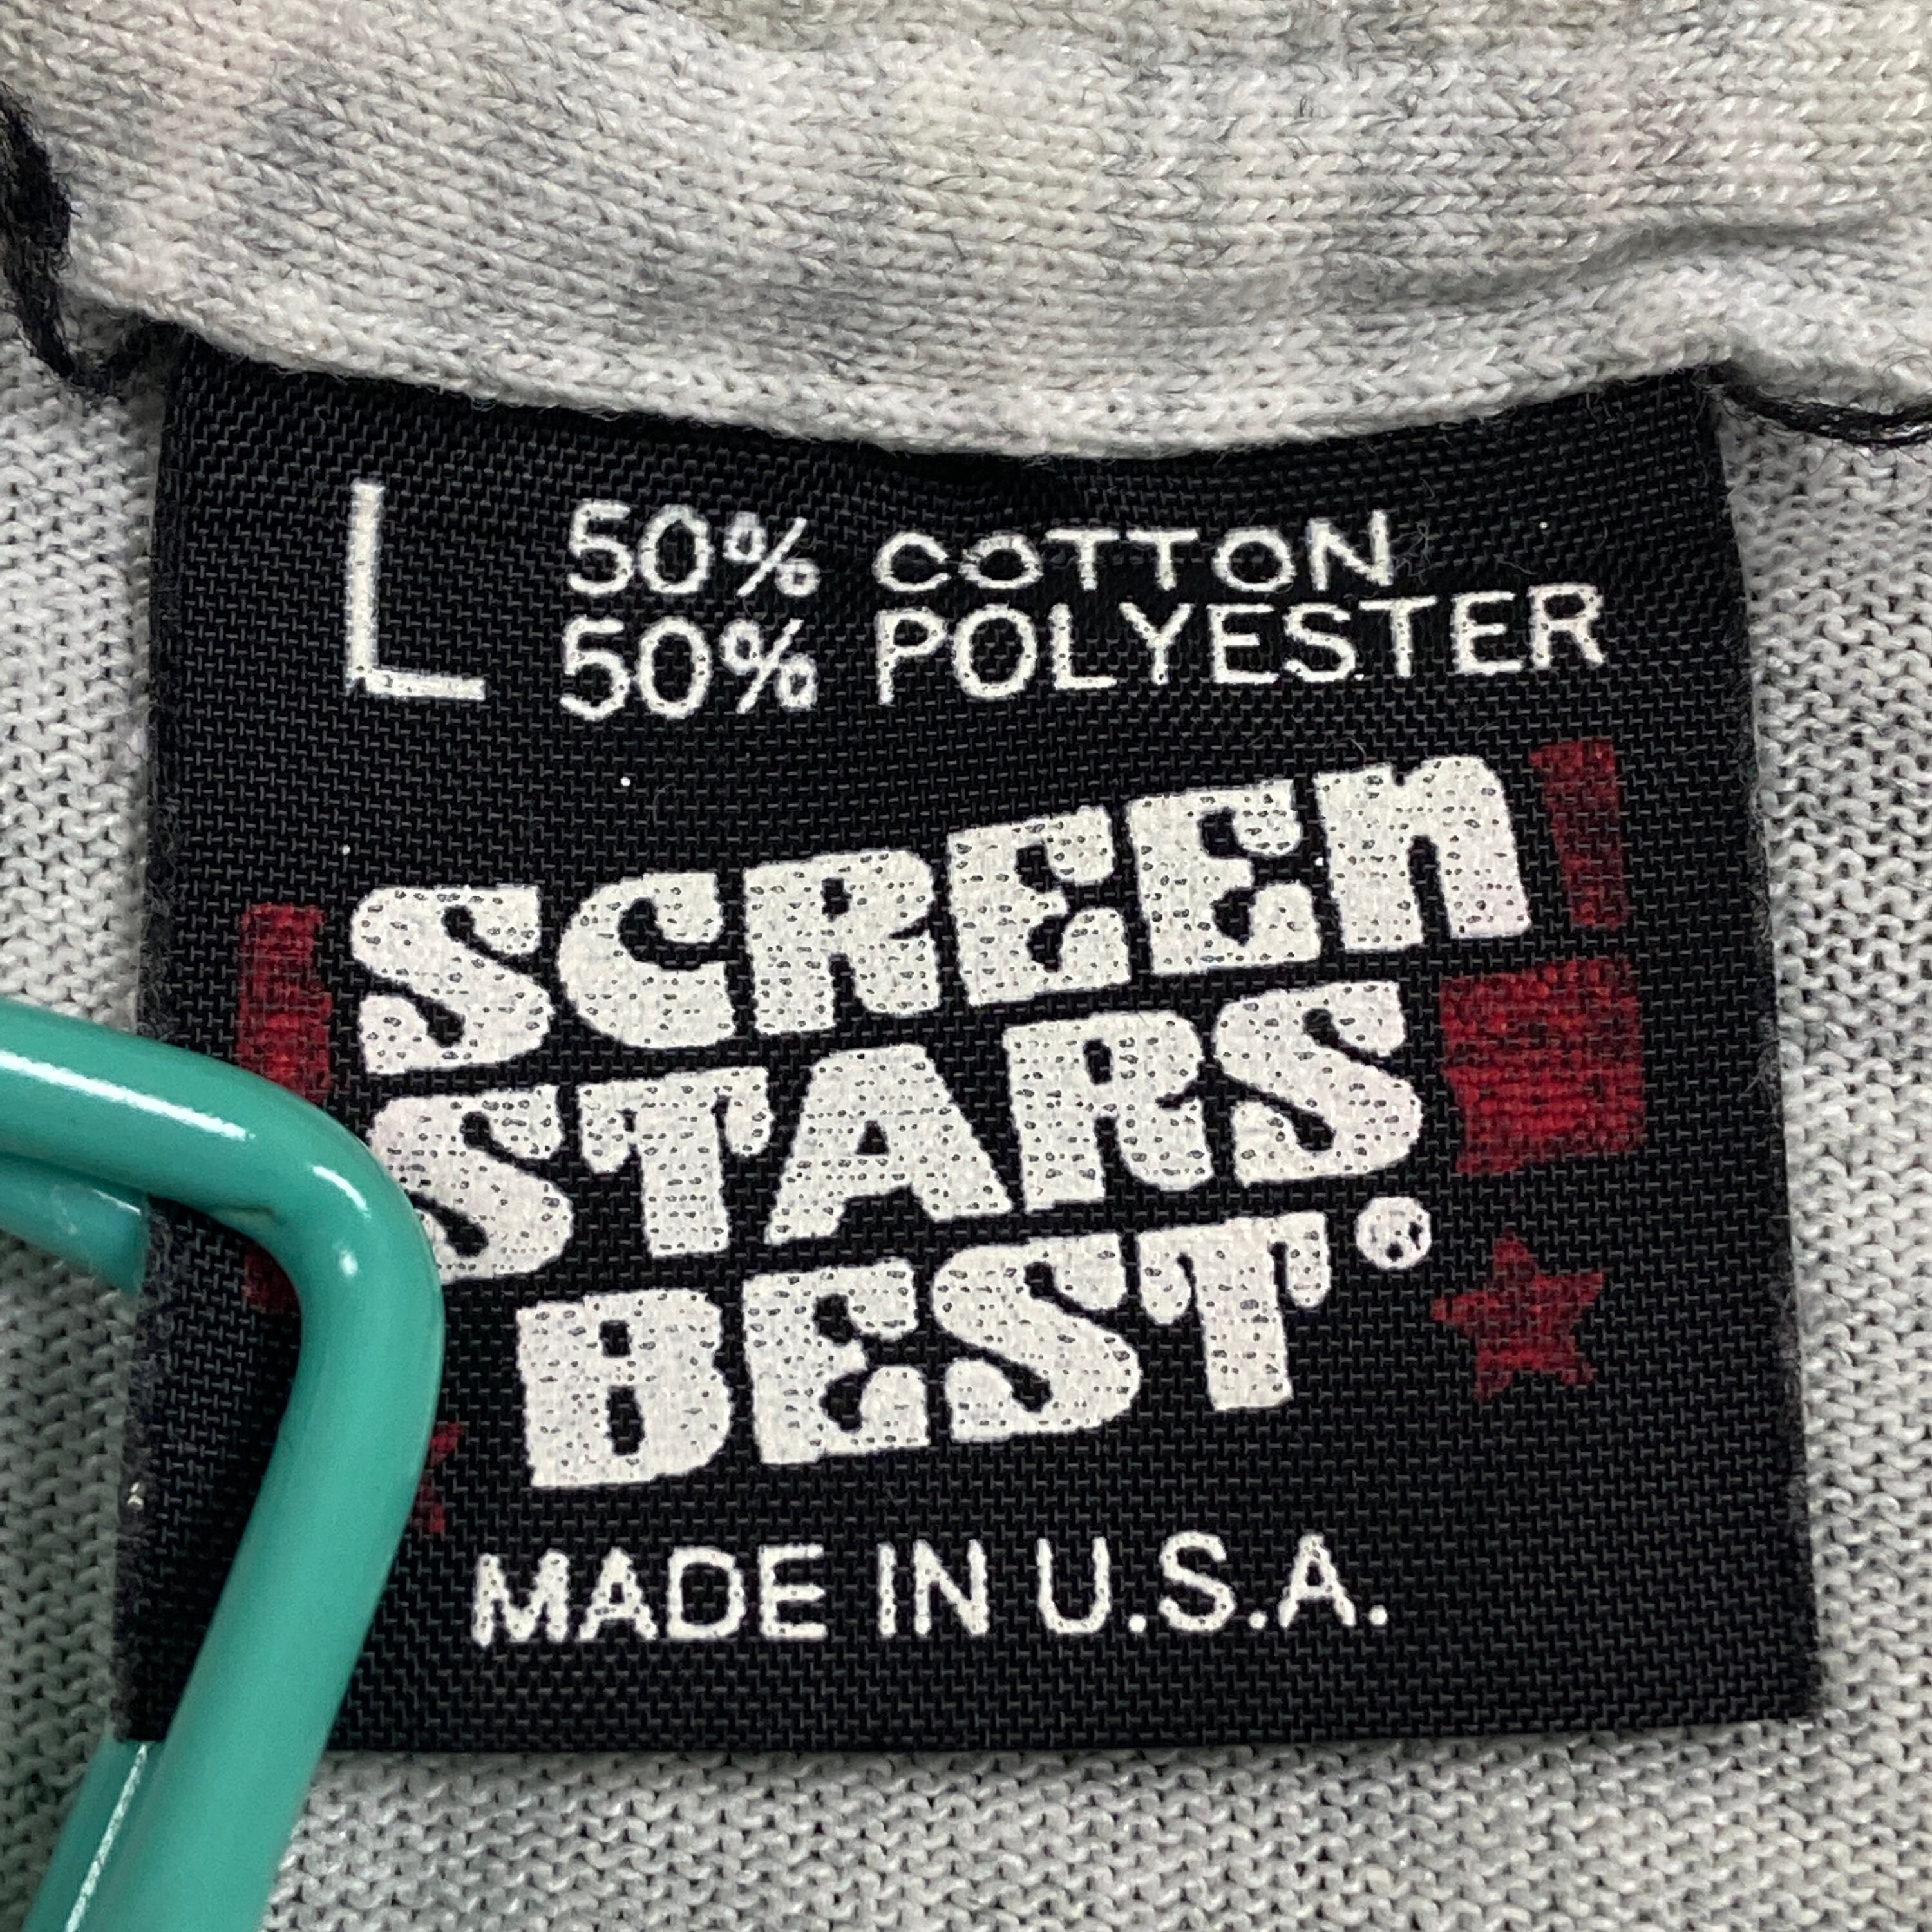 L 50% COTTON
50% POLYESTER
SCREEN
STARS
BEST®
MADE IN U.S.A.